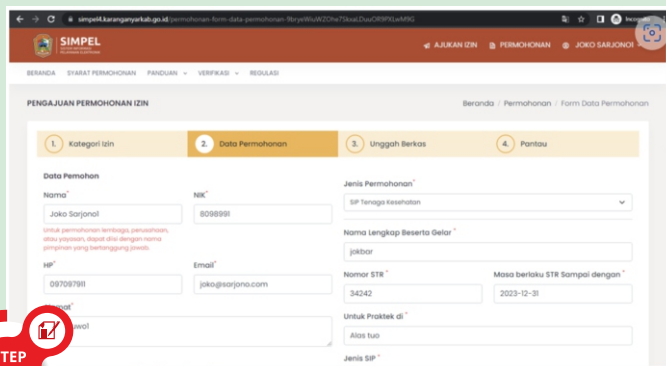 simpel4.karanganyarkab.go.id/permohonan-form-data-permohonan-
Incognito
SIMPEL
AJUKAN IZIN PERMOHONAN JOKO SARJONO1
BERANDA SYARAT PERMOHONAN PANDUAN VERIFIKASI REGULASI
PENGAJUAN PERMOHONAN IZIN
Beranda / Permohonan / Form Data Permohonan
1. Kategori Izin
2. Data Permohonan
3. Unggah Berkas
4. Pantau
Data Pemohon
Nama*
NIK*
Joko Sarjono1
8098991
Untuk permohonan lembaga, perusahaan,
atau yayasan, dapat diisi dengan nama
pimpinan yang bertanggung jawab.
HP*
Email*
097097911
joko@sarjono.com
Jenis Permohonan*
SIP Tenaga Kesehatan
Nama Lengkap Beserta Gelar *
jokbar
Nomor STR *
Masa berlaku STR Sampai dengan *
34242
2023-12-31
Untuk Praktek di *
Alas tuo
Jenis SIP *
TEP